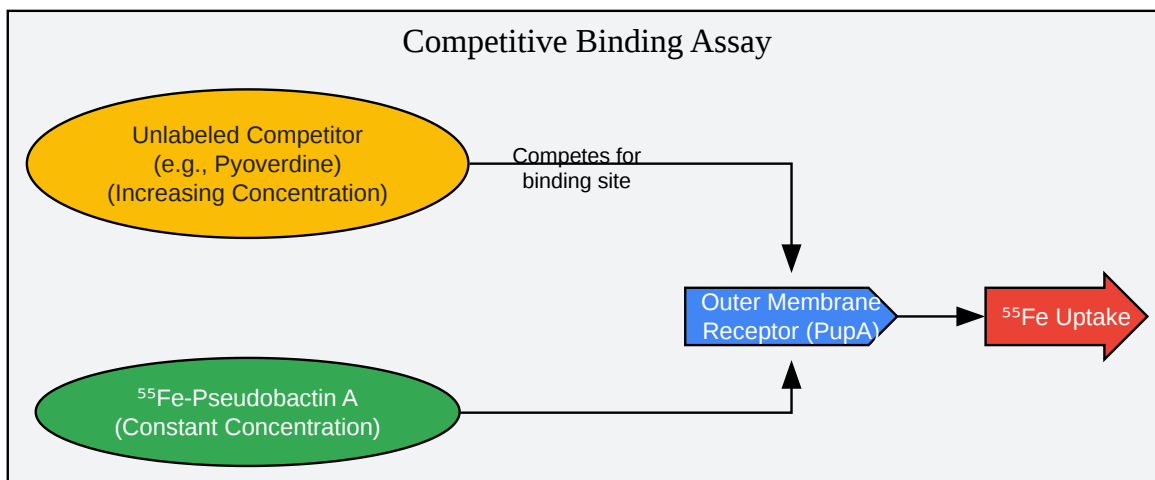 Competitive Binding Assay
Unlabeled Competitor
(e.g., Pyoverdine)
(Increasing Concentration)
Competes for
binding site
Outer Membrane
Receptor (PupA)
⁵⁵Fe Uptake
⁵⁵Fe-Pseudobactin A
(Constant Concentration)